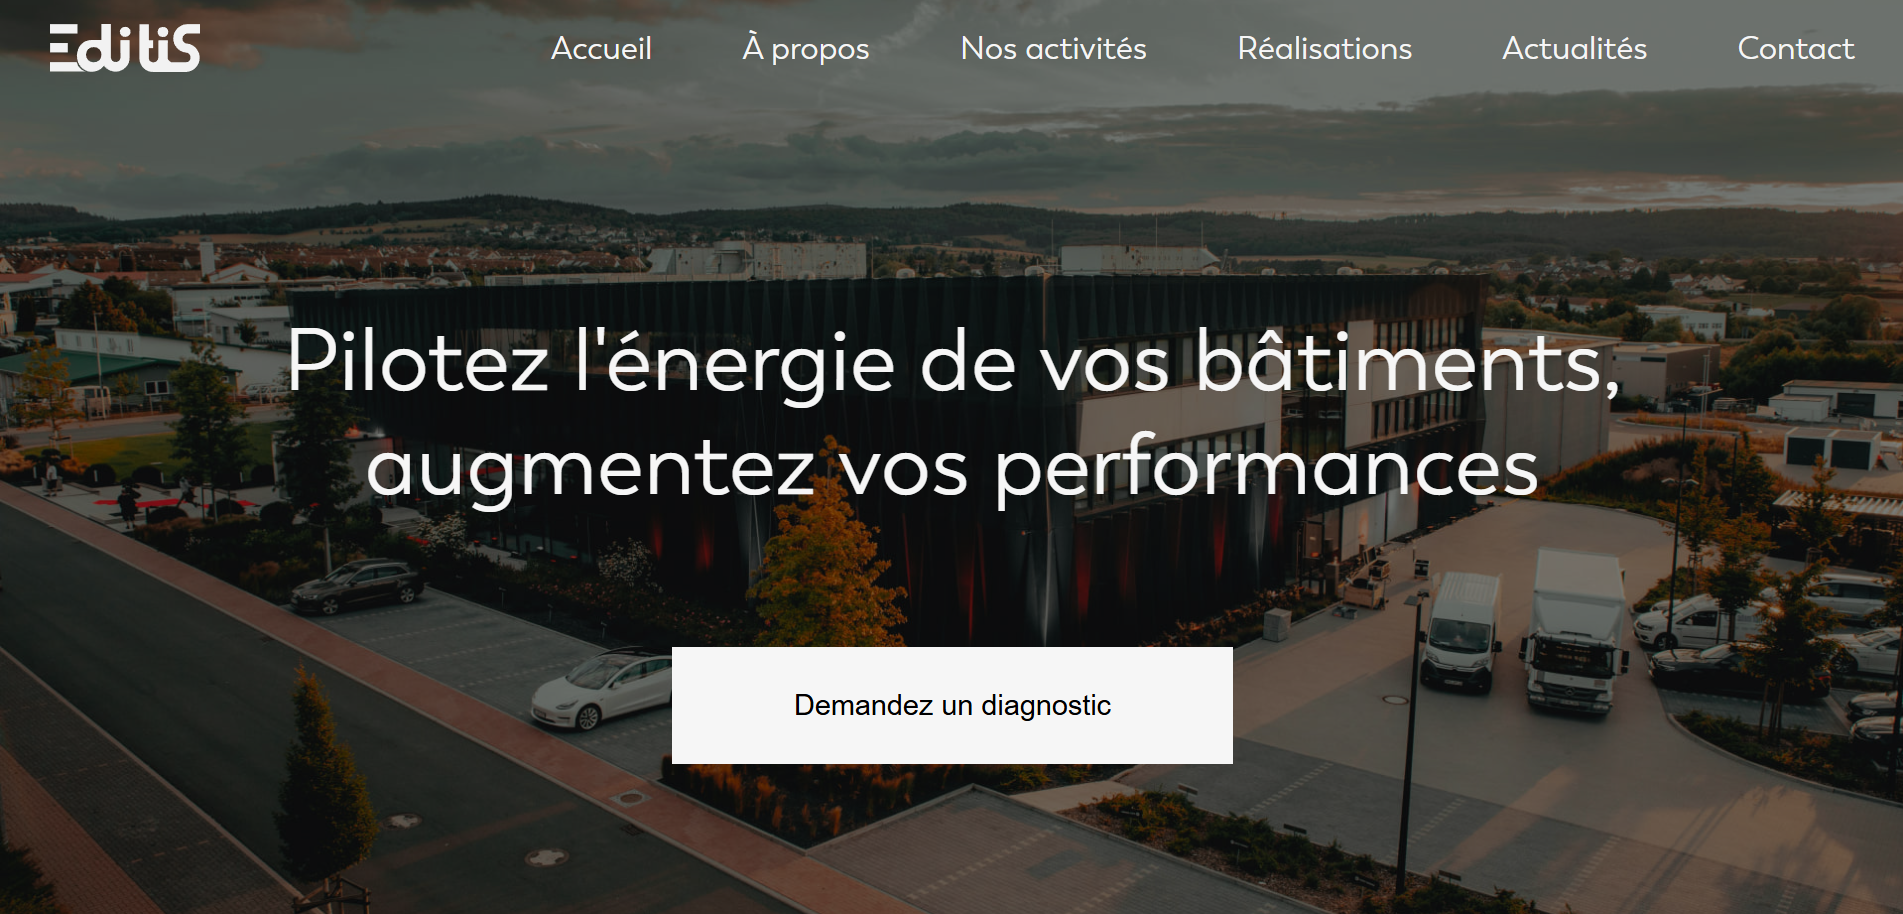 Editis
Accueil À propos Nos activités Réalisations Actualités Contact
Pilotez l'énergie de vos bâtiments,
augmentez vos performances
Demandez un diagnostic